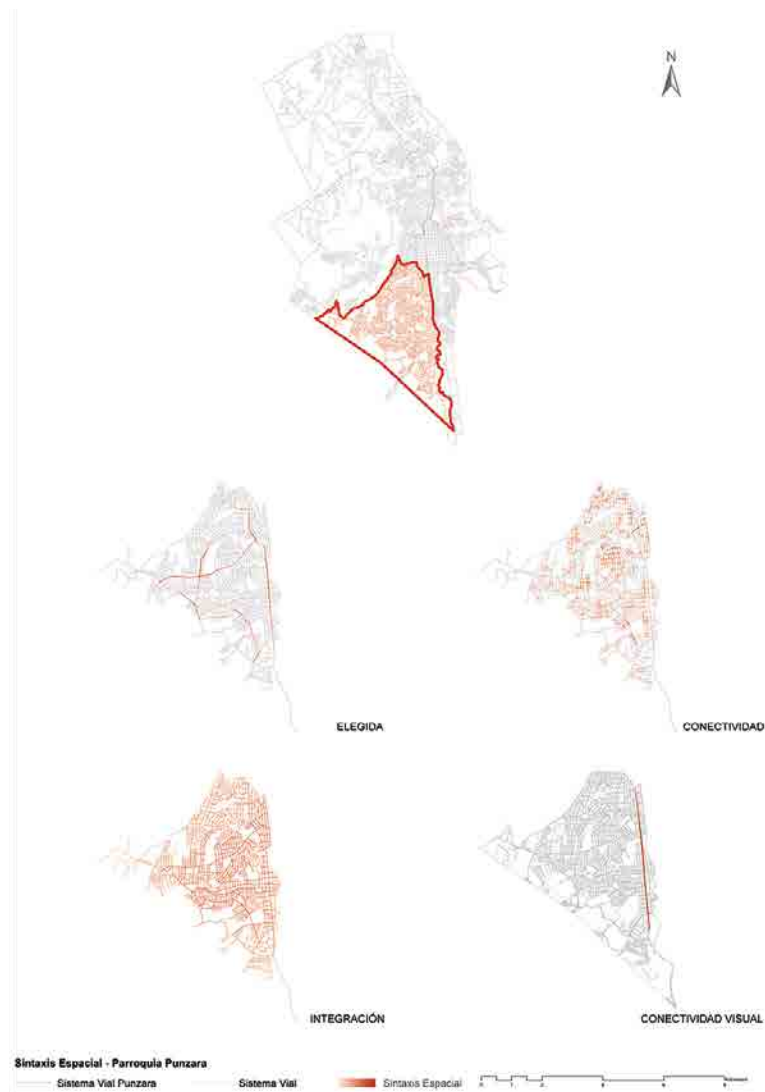 N
ELEGIDA
CONECTIVIDAD
INTEGRACIÓN
CONECTIVIDAD VISUAL
Sintaxis Espacial - Parroquia Punzara
Sistema Vial Punzara
Sistema Vial
Sintaxis Espacial